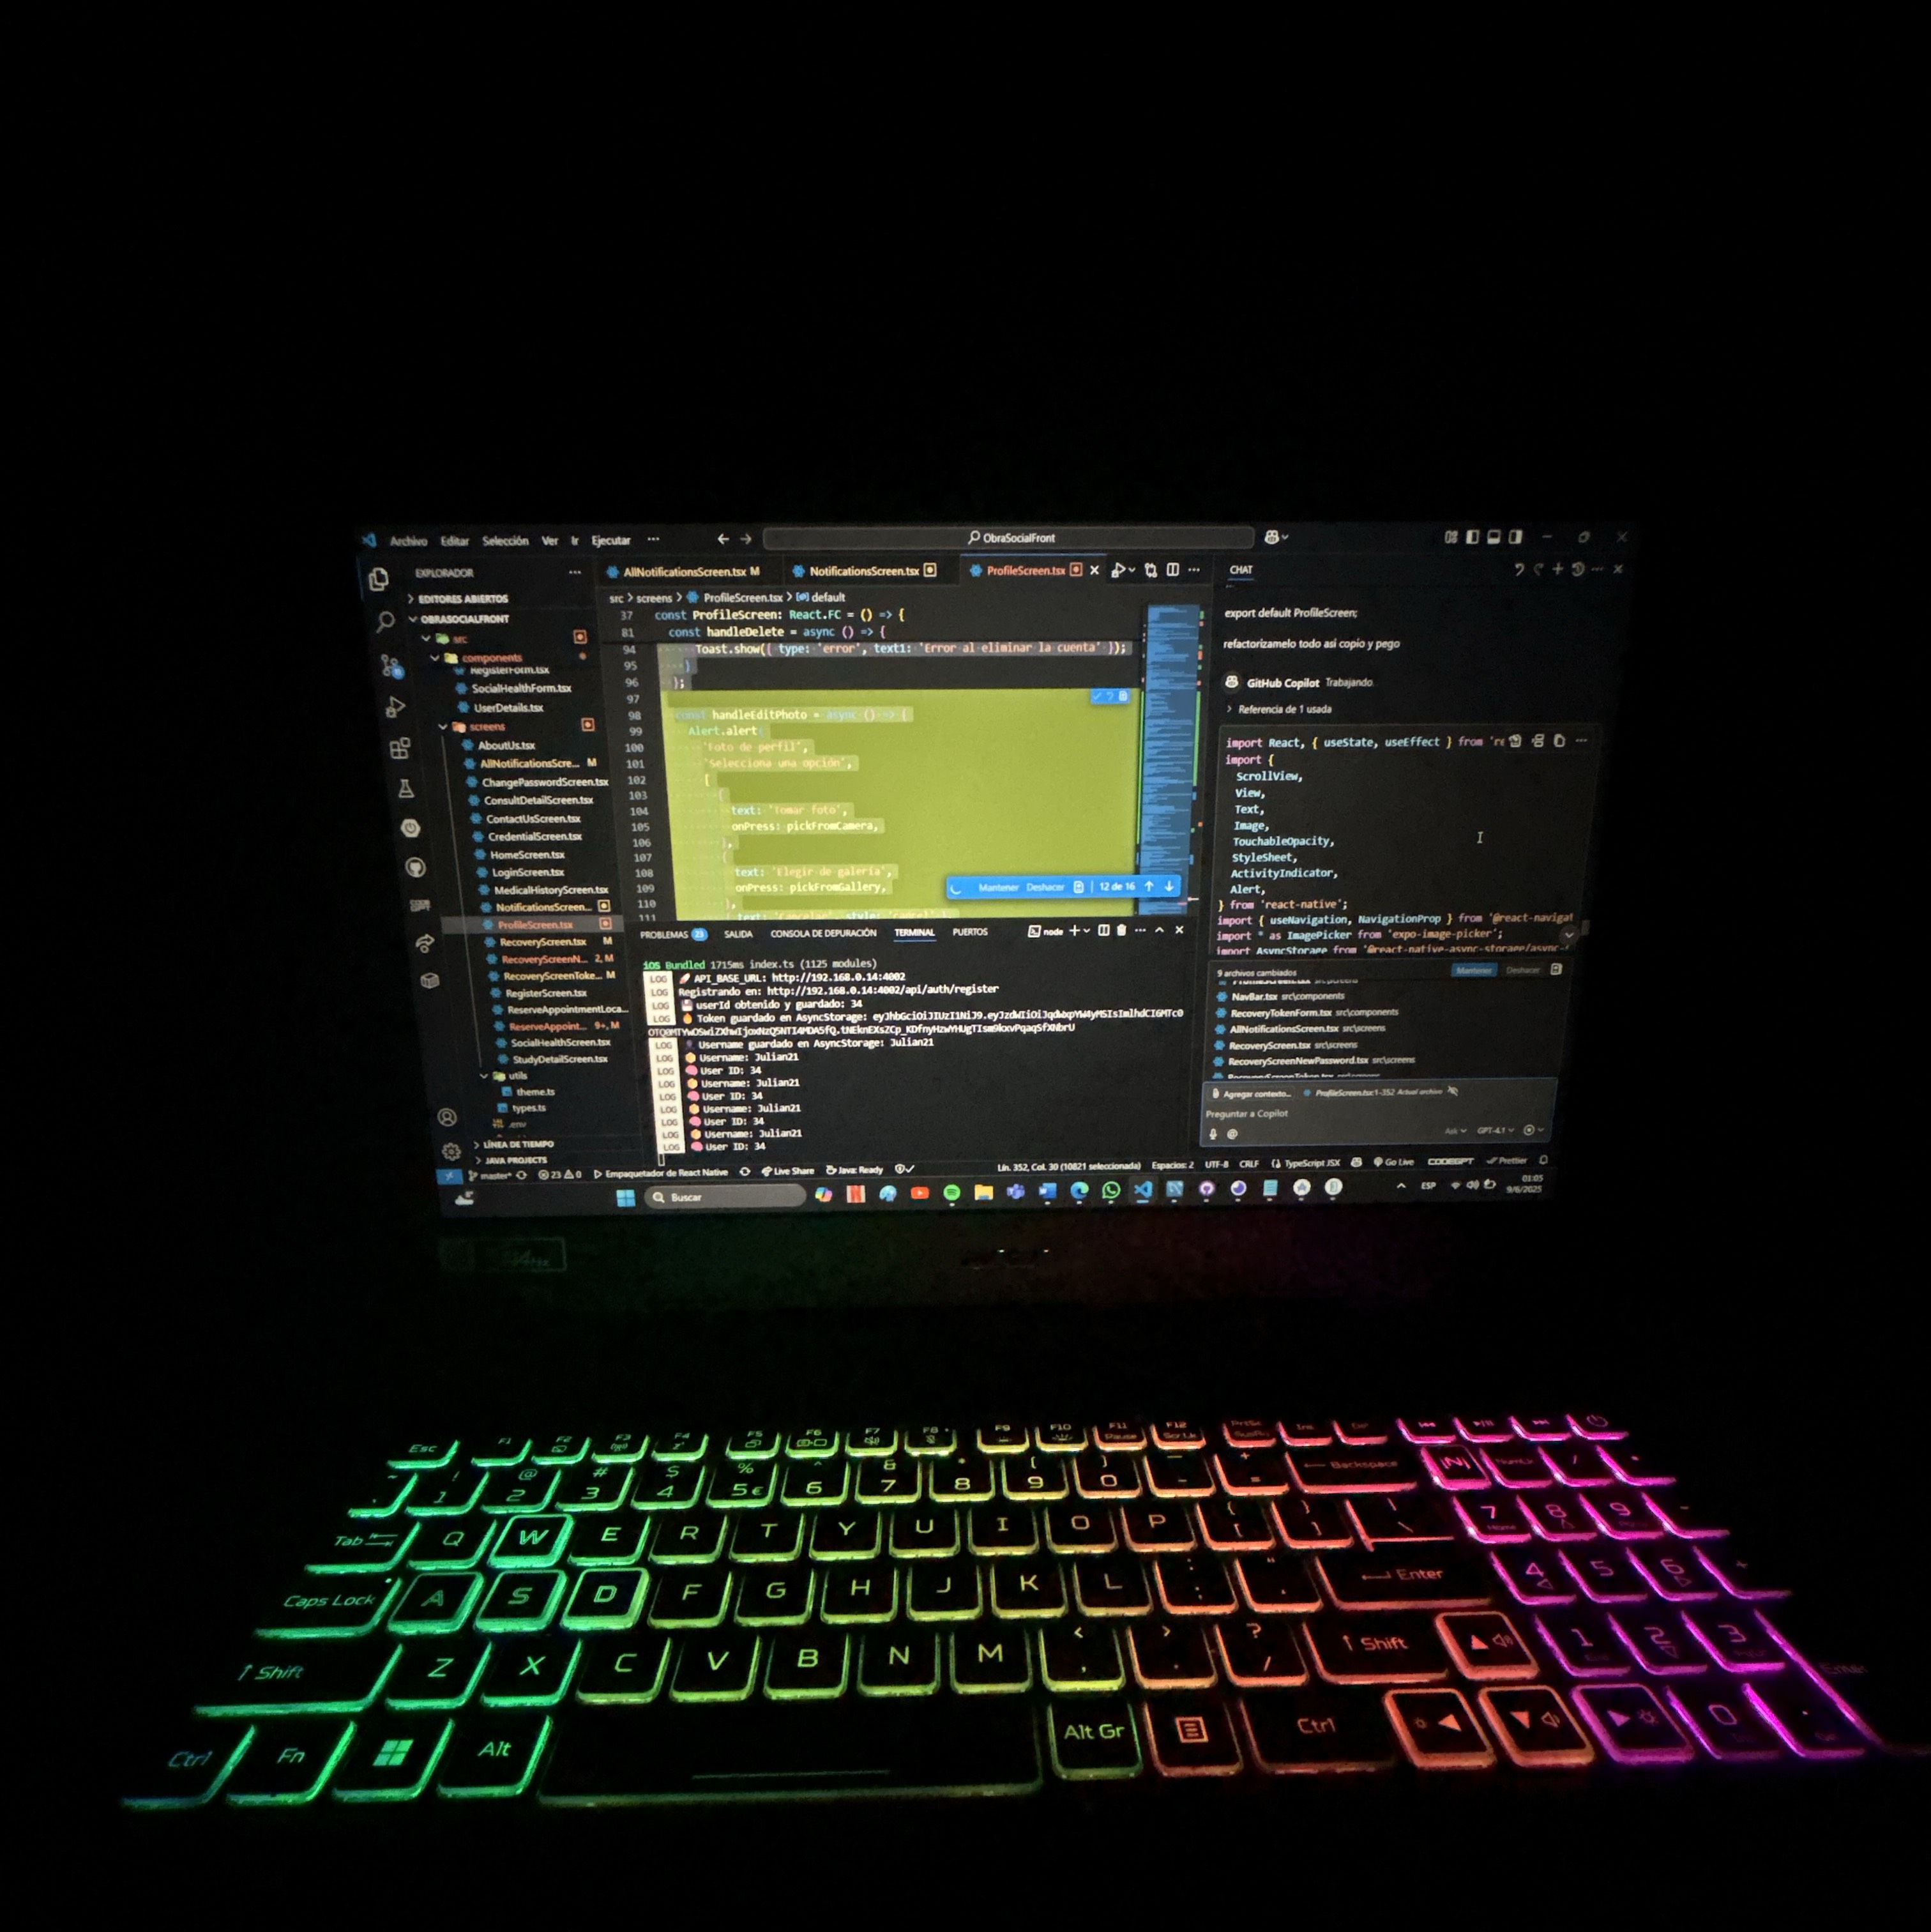 Archivo Editar Selección Ver Ir Ejecutar ···
ObraSocialFront
EXPLORADOR ···
EDITORES ABIERTOS
OBRASOCIALFRONT
src
components
RegisterForm.tsx
SocialHealthForm.tsx
UserDetails.tsx
screens
AboutUs.tsx
AllNotificationsScre... M
ChangePasswordScreen.tsx
ConsultDetailScreen.tsx
ContactUsScreen.tsx
CredentialScreen.tsx
HomeScreen.tsx
LoginScreen.tsx
MedicalHistoryScreen.tsx
NotificationsScreen...
ProfileScreen.tsx
RecoveryScreen.tsx M
RecoveryScreenN... 2, M
RecoveryScreenToke... M
RegisterScreen.tsx
ReserveAppointmentLoca...
ReserveAppoint... 9+, M
SocialHealthScreen.tsx
StudyDetailScreen.tsx
utils
theme.ts
types.ts
.env
LÍNEA DE TIEMPO
JAVA PROJECTS
AllNotificationsScreen.tsx M
NotificationsScreen.tsx
ProfileScreen.tsx
src > screens > ProfileScreen.tsx > default
37 const ProfileScreen: React.FC = () => {
81 const handleDelete = async () => {
94 Toast.show({ type: 'error', text1: 'Error al eliminar la cuenta' });
95 }
96 };
97
98 const handleEditPhoto = async () => {
99 Alert.alert(
100 'Foto de perfil',
101 'Selecciona una opción',
102 [
103 {
104 text: 'Tomar foto',
105 onPress: pickFromCamera,
106 },
107 {
108 text: 'Elegir de galería',
109 onPress: pickFromGallery,
110 },
111 { text: 'Cancelar', style: 'cancel' },
Mantener Deshacer 12 de 16
PROBLEMAS 23 SALIDA CONSOLA DE DEPURACIÓN TERMINAL PUERTOS
node
iOS Bundled 1715ms index.ts (1125 modules)
LOG API_BASE_URL: http://192.168.0.14:4002
LOG Registrando en: http://192.168.0.14:4002/api/auth/register
LOG userId obtenido y guardado: 34
LOG Token guardado en AsyncStorage:
LOG Username guardado en AsyncStorage: Julian21
LOG Username: Julian21
LOG User ID: 34
LOG Username: Julian21
LOG User ID: 34
LOG Username: Julian21
LOG User ID: 34
LOG Username: Julian21
LOG User ID: 34
CHAT
export default ProfileScreen;
refactorizamelo todo asi copio y pego
GitHub Copilot Trabajando
Referencia de 1 usada
import React, { useState, useEffect } from 're
import {
ScrollView,
View,
Text,
Image,
TouchableOpacity,
StyleSheet,
ActivityIndicator,
Alert,
} from 'react-native';
import { useNavigation, NavigationProp } from '@react-navigat
import * as ImagePicker from 'expo-image-picker';
import AsyncStorage from '@react-native-async-storage/async-
9 archivos cambiados Mantener Deshacer
ProfileScreen.tsx src\screens
NavBar.tsx src\components
RecoveryTokenForm.tsx src\components
AllNotificationsScreen.tsx src\screens
RecoveryScreen.tsx src\screens
RecoveryScreenNewPassword.tsx src\screens
RecoveryScreenToken.tsx src\screens
Agregar contexto... ProfileScreen.tsx:1-352 Actual archivo
Preguntar a Copilot
Ask GPT-4.1
master* 23 0 Empaquetador de React Native Live Share Java: Ready Lín. 352, Col. 30 (10821 seleccionada) Espacios: 2 UTF-8 CRLF TypeScript JSX Go Live CODEGPT Prettier
Buscar
ESP
01:05
9/6/2025
Esc F1 F2 F3 F4 F5 F6 F7 F8 F9 F10 F11 Pause F12 Scr Lk
! 1 @ 2 # 3 $ 4 % 5 € ^ 6 & 7 * 8 ( 9 ) 0 _ - + = Backspace N / *
Tab Q W E R T Y U I O P { [ } ] | \ 7 Home 8 9 -
Caps Lock A S D F G H J K L : ; " ' Enter 4 5 6 +
Shift Z X C V B N M < , > . ? / Shift 1 2 3 Enter
Ctrl Fn Alt Alt Gr Ctrl 0 .